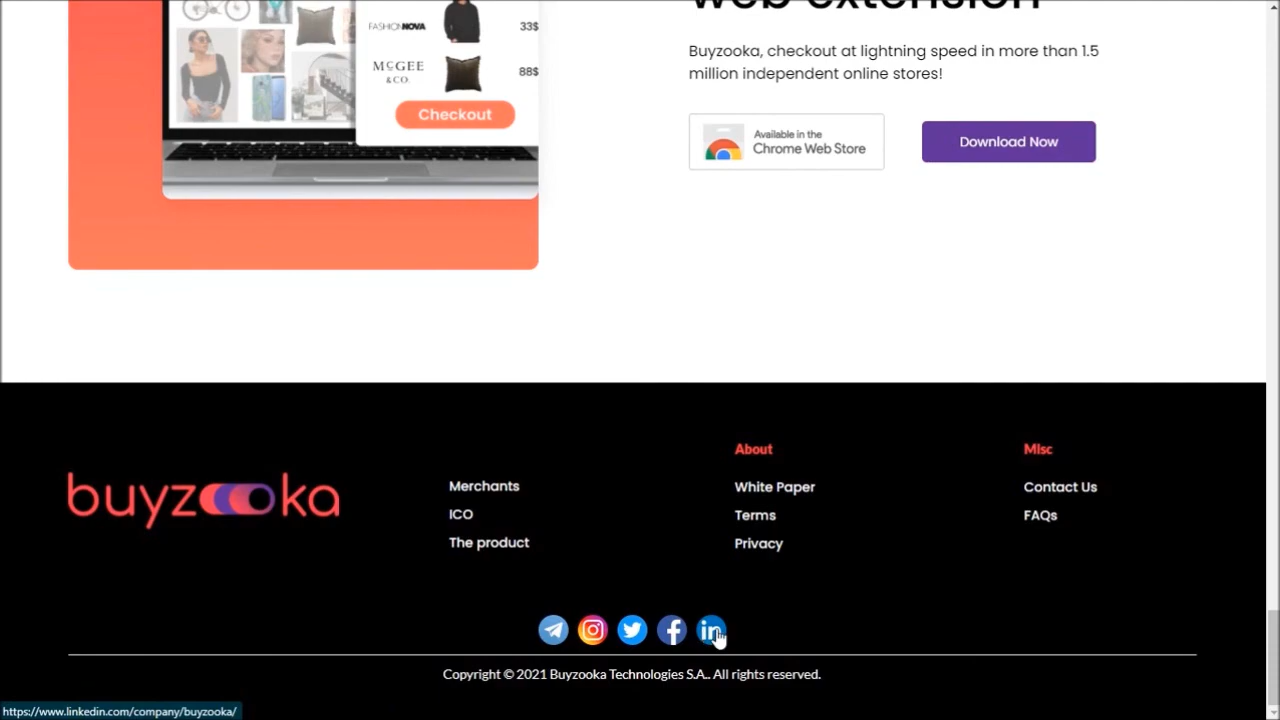 web extension
Buyzooka, checkout at lightning speed in more than 1.5
million independent online stores!
FASHIONNOVA
33$
McGEE
& CO.
88$
Checkout
Available in the
Chrome Web Store
Download Now
buyzooka
Merchants
ICO
The product
About
White Paper
Terms
Privacy
Misc
Contact Us
FAQs
Copyright © 2021 Buyzooka Technologies S.A.. All rights reserved.
https://www.linkedin.com/company/buyzooka/